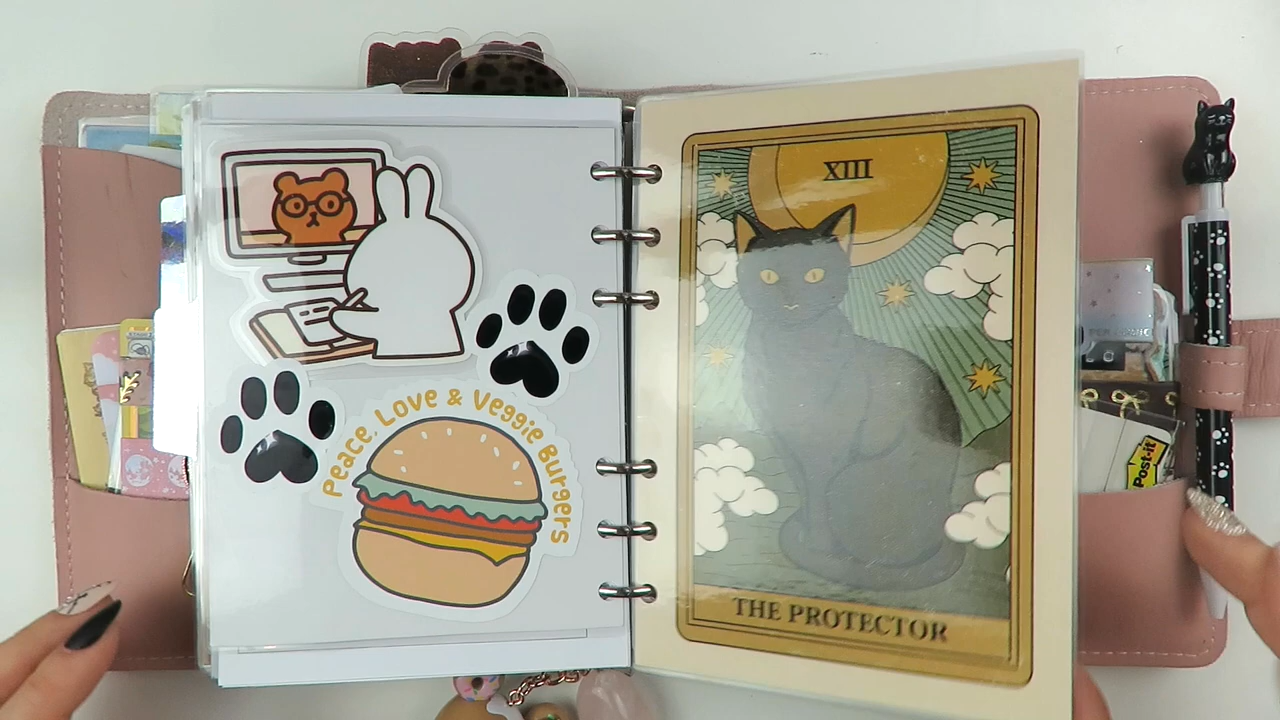 Peace, Love & Veggie Burgers
XIII
THE PROTECTOR
Post-it